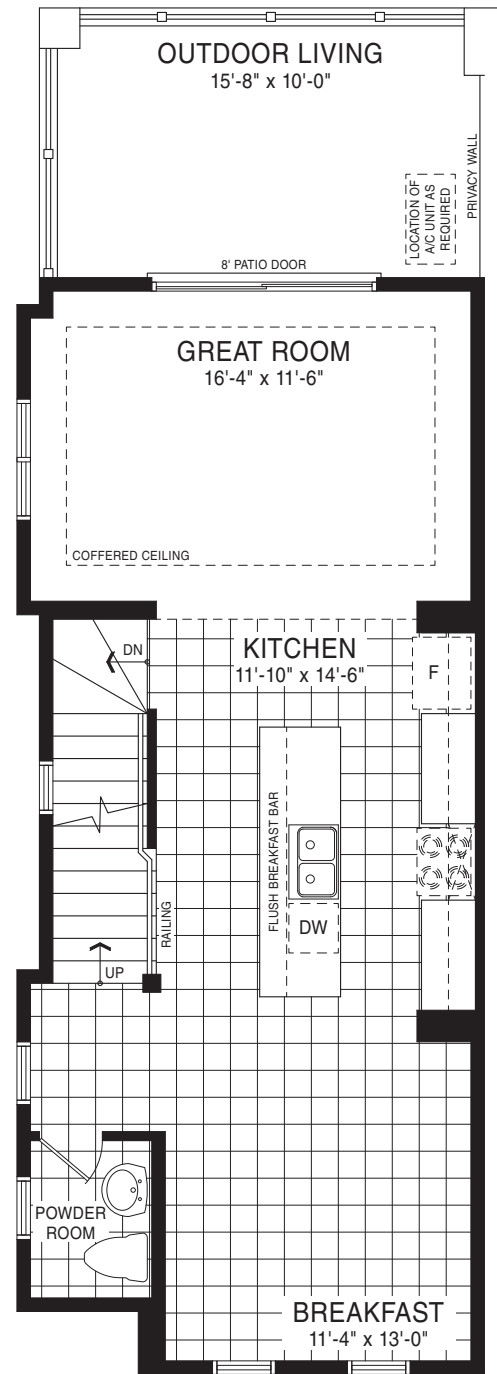 OUTDOOR LIVING
15'-8" x 10'-0"
LOCATION OF
A/C UNIT AS
REQUIRED
PRIVACY WALL
8' PATIO DOOR
GREAT ROOM
16'-4" x 11'-6"
COFFERED CEILING
DN
KITCHEN
11'-10" x 14'-6"
F
FLUSH BREAKFAST BAR
DW
RAILING
UP
POWDER
ROOM
BREAKFAST
11'-4" x 13'-0"